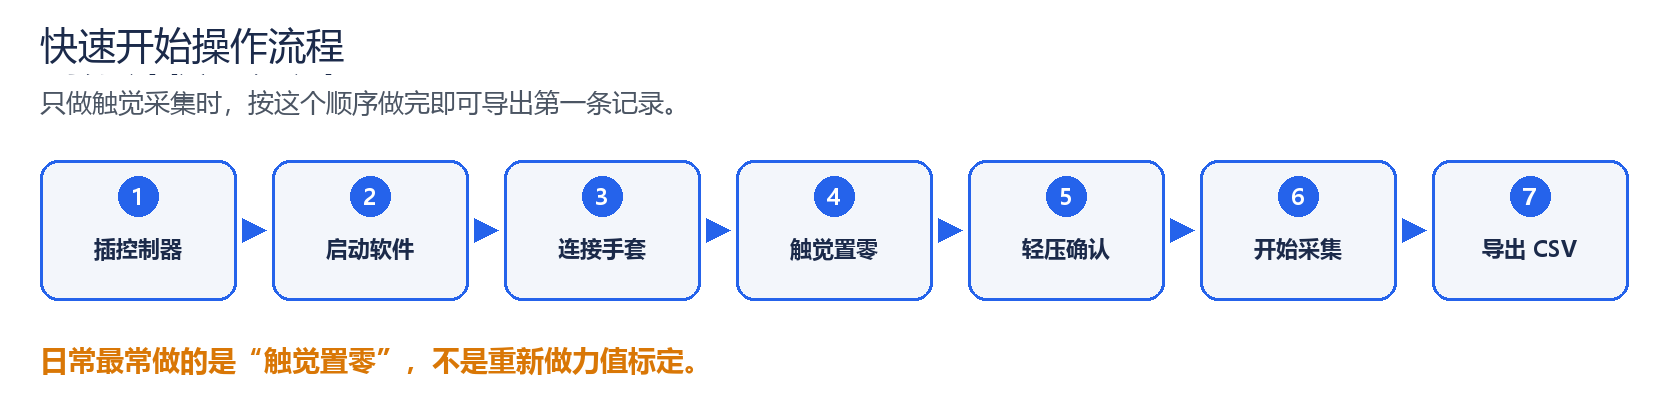 快速开始操作流程
只做触觉采集时，按这个顺序做完即可导出第一条记录。
1
插控制器
2
启动软件
3
连接手套
4
触觉置零
5
轻压确认
6
开始采集
7
导出 CSV
日常最常做的是“触觉置零”，不是重新做力值标定。